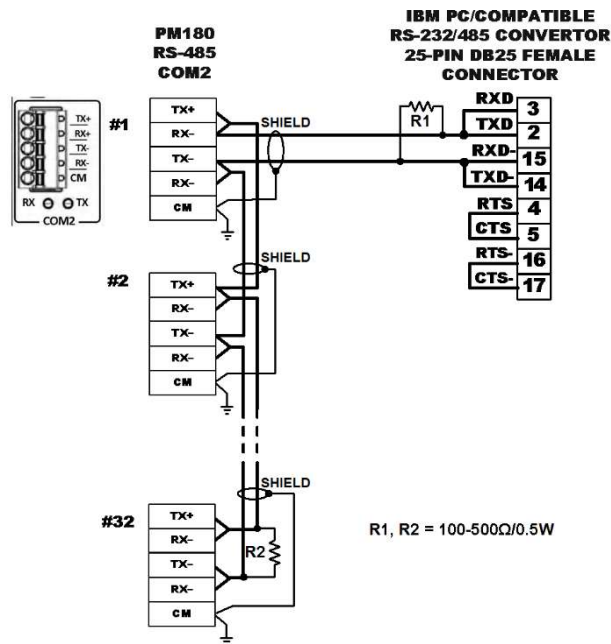 IBM PC/COMPATIBLE
RS-232/485 CONVERTOR
25-PIN DB25 FEMALE
CONNECTOR
PM180
RS-485
COM2
TX+
RX+
TX-
RX-
CM
RX TX
COM2
#1
TX+
RX–
TX–
RX–
CM
SHIELD
R1
RXD 3
TXD 2
RXD- 15
TXD- 14
RTS 4
CTS 5
RTS- 16
CTS- 17
SHIELD
#2
TX+
RX–
TX–
RX–
CM
SHIELD
#32
TX+
RX–
TX–
RX–
CM
R2
R1, R2 = 100-500Ω/0.5W